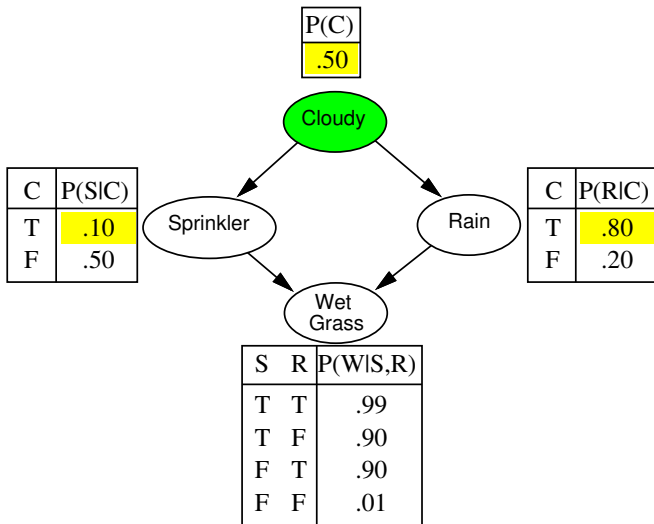 P(C)
.50
Cloudy
C P(S|C)
T .10
F .50
Sprinkler
Rain
C P(R|C)
T .80
F .20
Wet
Grass
S R P(W|S,R)
T T .99
T F .90
F T .90
F F .01